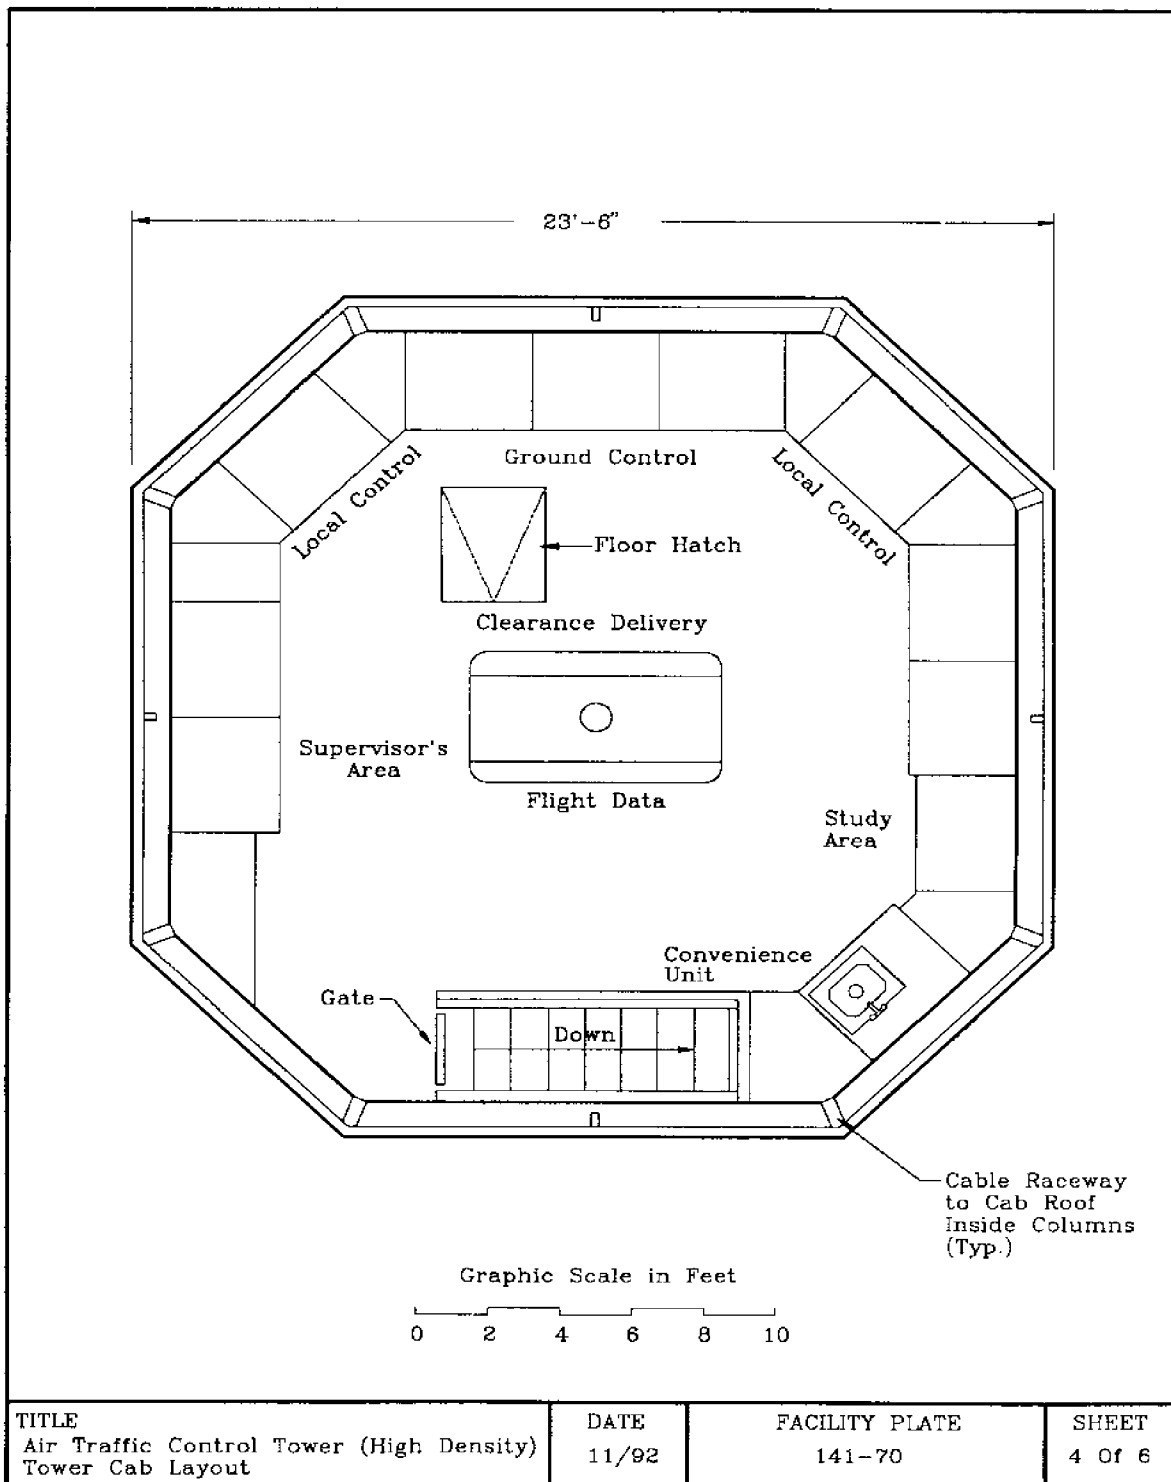 23'-6"
Ground Control
Local Control
Local Control
Floor Hatch
Clearance Delivery
Supervisor's
Area
Flight Data
Study
Area
Convenience
Unit
Gate
Down
Cable Raceway
to Cab Roof
Inside Columns
(Typ.)
Graphic Scale in Feet
0 2 4 6 8 10
TITLE
Air Traffic Control Tower (High Density)
Tower Cab Layout
DATE
11/92
FACILITY PLATE
141-70
SHEET
4 Of 6